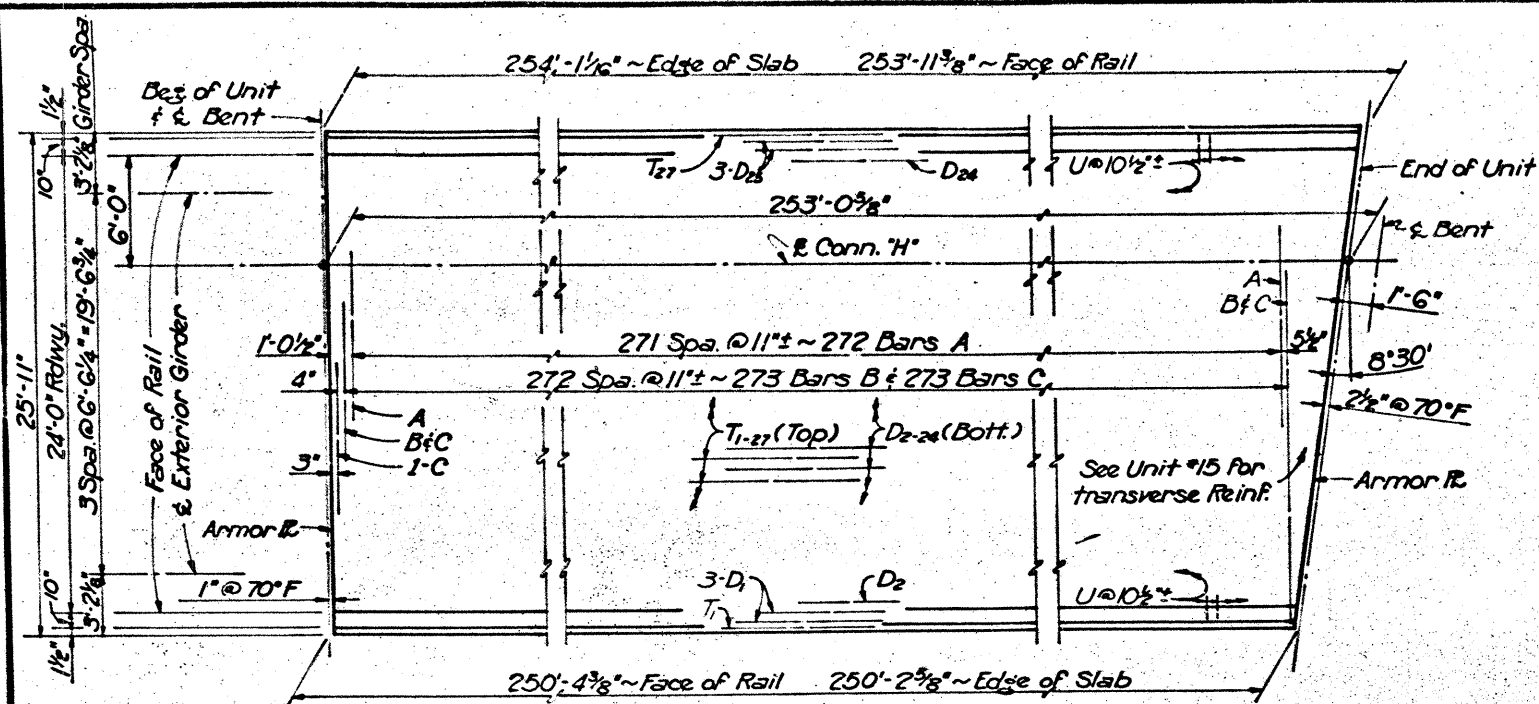 254'-1 1/16" ~ Edge of Slab 253'-11 3/8" ~ Face of Rail
Beg. of Unit
& ℄ Bent
1 1/2"
10"
3'-2 1/8"
Girder Spa.
6'-0"
T27
3-D25
D24
U@10 1/2"±
End of Unit
253'-0 5/8"
℄ Bent
℄ Conn. "H"
A
B&C
1'-6"
25'-11"
24'-0" Rdwy.
3 Spa. @ 6'-6 1/4" = 19'-6 3/4"
Face of Rail
℄ Exterior Girder
1'-0 1/2"
271 Spa. @ 11"± ~ 272 Bars A
5 1/2"
8°30'
4"
272 Spa. @ 11"± ~ 273 Bars B & 273 Bars C
2 1/2" @ 70°F
A
B&C
1-C
T1-27 (Top)
D2-24 (Bott.)
3"
See Unit #15 for
transverse Reinf.
Armor ℞
Armor ℞
1" @ 70°F
3-D1
D2
T1
U@10 1/2"±
10"
3'-2 1/8"
1 1/2"
250'-4 3/8" ~ Face of Rail 250'-2 5/8" ~ Edge of Slab